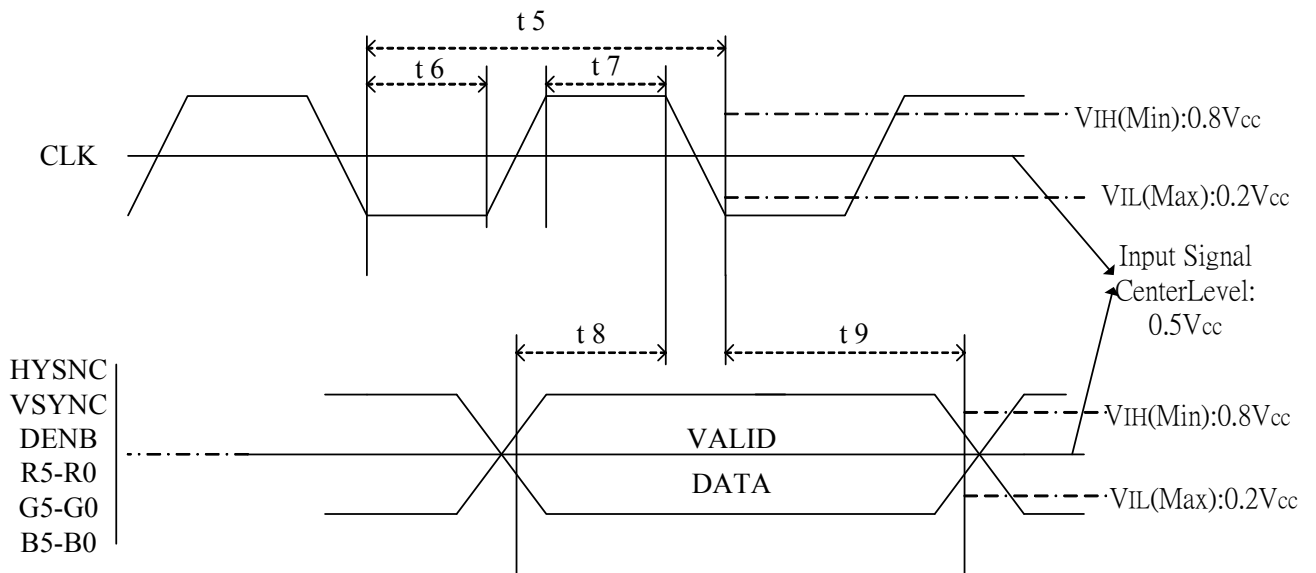 t 5
t 6
t 7
VIH(Min):0.8Vcc
CLK
VIL(Max):0.2Vcc
Input Signal
CenterLevel:
0.5Vcc
t 8
t 9
HYSNC
VSYNC
DENB
R5-R0
G5-G0
B5-B0
VALID
DATA
VIH(Min):0.8Vcc
VIL(Max):0.2Vcc